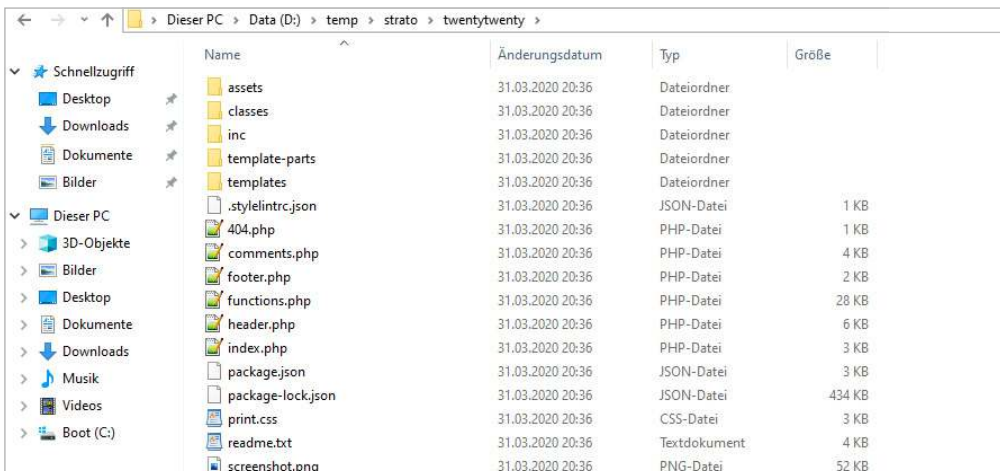 Dieser PC > Data (D:) > temp > strato > twentytwenty >
Name Änderungsdatum Typ Größe
Schnellzugriff
Desktop
Downloads
Dokumente
Bilder
Dieser PC
3D-Objekte
Bilder
Desktop
Dokumente
Downloads
Musik
Videos
Boot (C:)
assets 31.03.2020 20:36 Dateiordner
classes 31.03.2020 20:36 Dateiordner
inc 31.03.2020 20:36 Dateiordner
template-parts 31.03.2020 20:36 Dateiordner
templates 31.03.2020 20:36 Dateiordner
.stylelintrc.json 31.03.2020 20:36 JSON-Datei 1 KB
404.php 31.03.2020 20:36 PHP-Datei 1 KB
comments.php 31.03.2020 20:36 PHP-Datei 4 KB
footer.php 31.03.2020 20:36 PHP-Datei 2 KB
functions.php 31.03.2020 20:36 PHP-Datei 28 KB
header.php 31.03.2020 20:36 PHP-Datei 6 KB
index.php 31.03.2020 20:36 PHP-Datei 3 KB
package.json 31.03.2020 20:36 JSON-Datei 3 KB
package-lock.json 31.03.2020 20:36 JSON-Datei 434 KB
print.css 31.03.2020 20:36 CSS-Datei 3 KB
readme.txt 31.03.2020 20:36 Textdokument 4 KB
screenshot.png 31.03.2020 20:36 PNG-Datei 52 KB